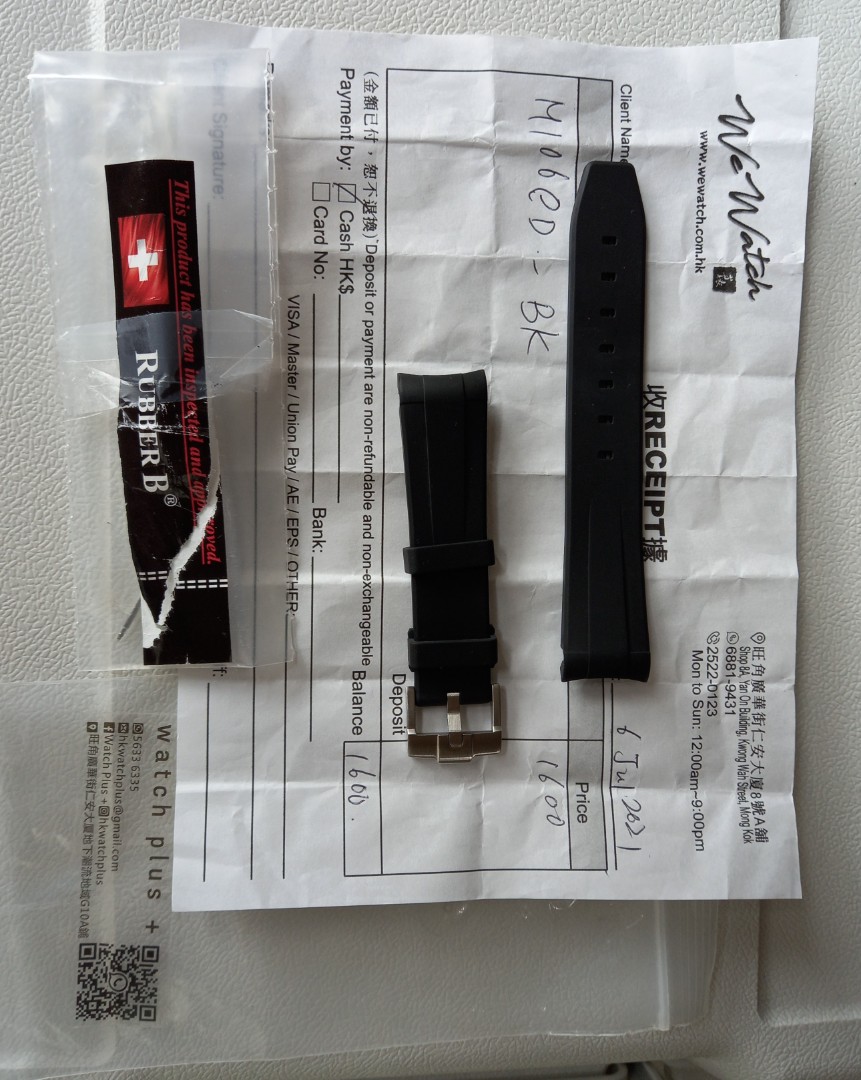 We Watch
www.wewatch.com.hk
旺角廣華街仁安大廈8號A舖
Shop 8A, Yan On Building, Kwong Wah Street, Mong Kok
6881-9431
2522-0123
Mon to Sun: 12:00am~9:00pm
收RECEIPT據
Client Name
6 Jul 2021
Price
M106CD - BK
1600
Deposit
Balance
1600.
(金額已付，恕不退換) Deposit or payment are non-refundable and non-exchangeable
Payment by:
Cash HK$
Card No:
Bank:
VISA / Master / Union Pay / AE / EPS / OTHER:
Signature:
This product has been inspected and approved.
RUBBER B®
watch plus +
5633 6335
hkwatchplus@gmail.com
Watch Plus + hkwatchplus
旺角廣華街仁安大廈地下潮流地域G10A舖